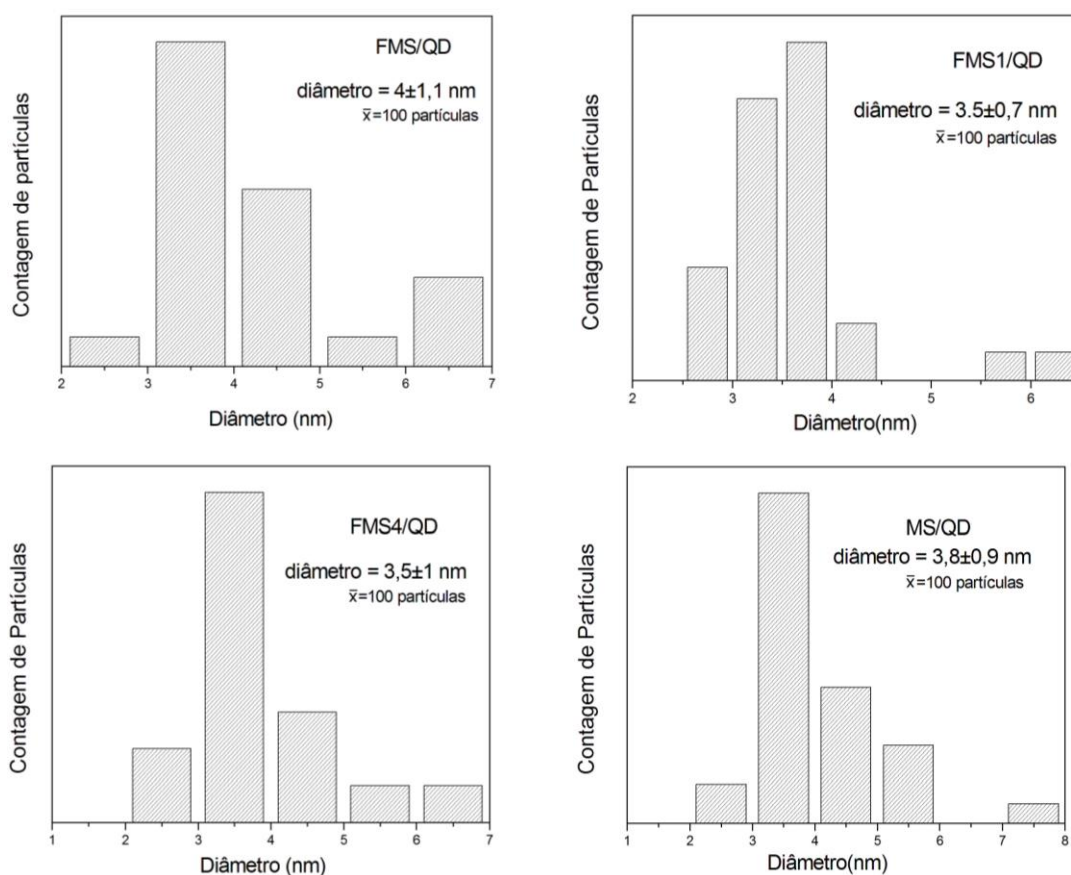 FMS/QD
diâmetro = 4±1,1 nm
x̄=100 partículas
Contagem de partículas
2 3 4 5 6 7
Diâmetro (nm)
FMS1/QD
diâmetro = 3.5±0,7 nm
x̄=100 partículas
Contagem de Partículas
2 3 4 5 6
Diâmetro(nm)
FMS4/QD
diâmetro = 3,5±1 nm
x̄=100 partículas
Contagem de Partículas
1 2 3 4 5 6 7
Diâmetro (nm)
MS/QD
diâmetro = 3,8±0,9 nm
x̄=100 partículas
Contagem de Partículas
1 2 3 4 5 6 7 8
Diâmetro(nm)